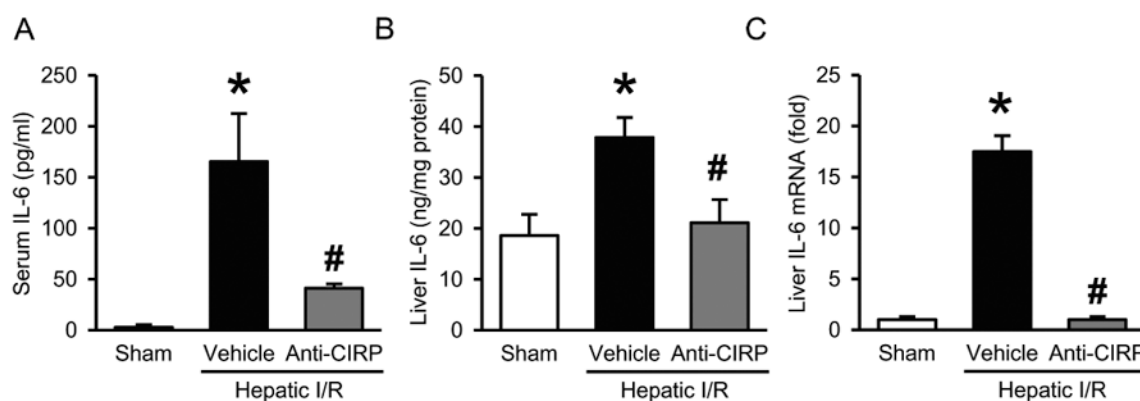 A
Serum IL-6 (pg/ml)
250
200
150
100
50
0
*
#
Sham
Vehicle
Anti-CIRP
Hepatic I/R
B
Liver IL-6 (ng/mg protein)
50
40
30
20
10
0
*
#
Sham
Vehicle
Anti-CIRP
Hepatic I/R
C
Liver IL-6 mRNA (fold)
25
20
15
10
5
0
*
#
Sham
Vehicle
Anti-CIRP
Hepatic I/R